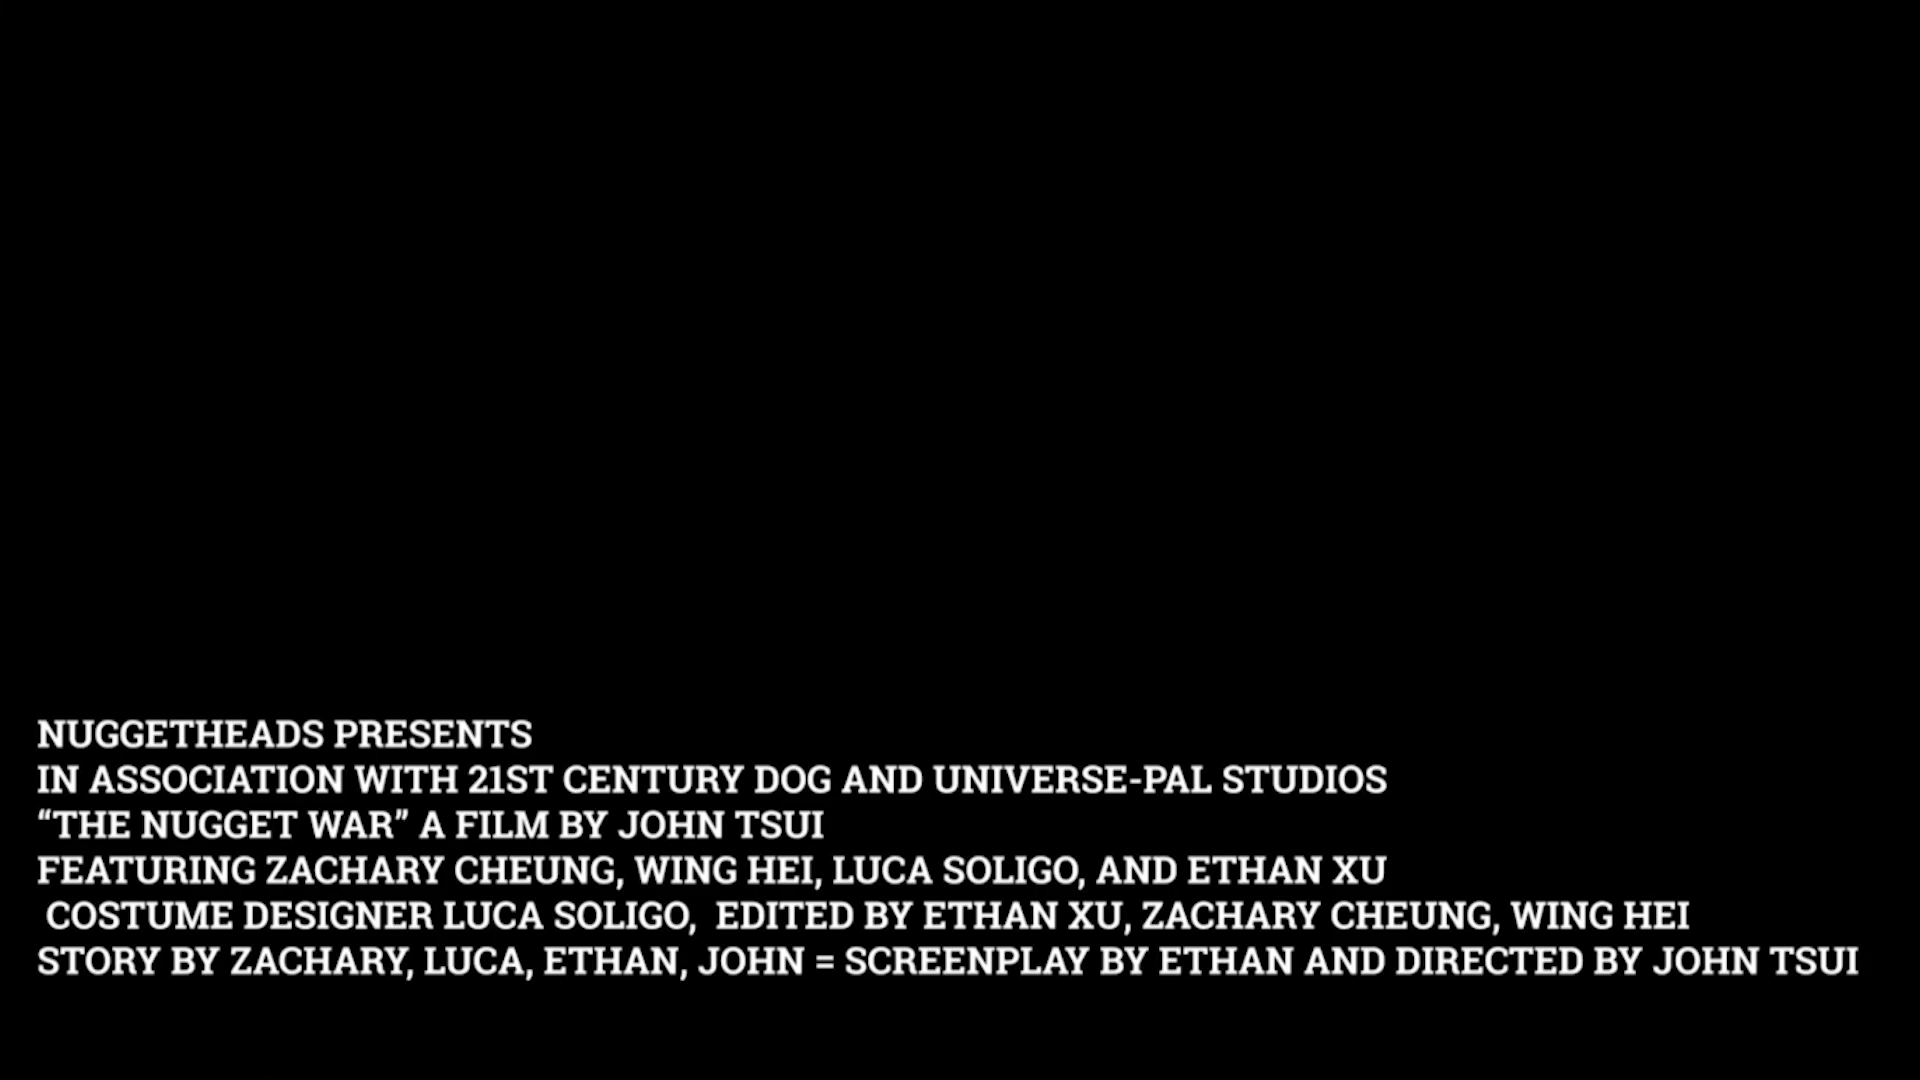 NUGGETHEADS PRESENTS
IN ASSOCIATION WITH 21ST CENTURY DOG AND UNIVERSE-PAL STUDIOS
“THE NUGGET WAR” A FILM BY JOHN TSUI
FEATURING ZACHARY CHEUNG, WING HEI, LUCA SOLIGO, AND ETHAN XU
COSTUME DESIGNER LUCA SOLIGO,  EDITED BY ETHAN XU, ZACHARY CHEUNG, WING HEI
STORY BY ZACHARY, LUCA, ETHAN, JOHN = SCREENPLAY BY ETHAN AND DIRECTED BY JOHN TSUI